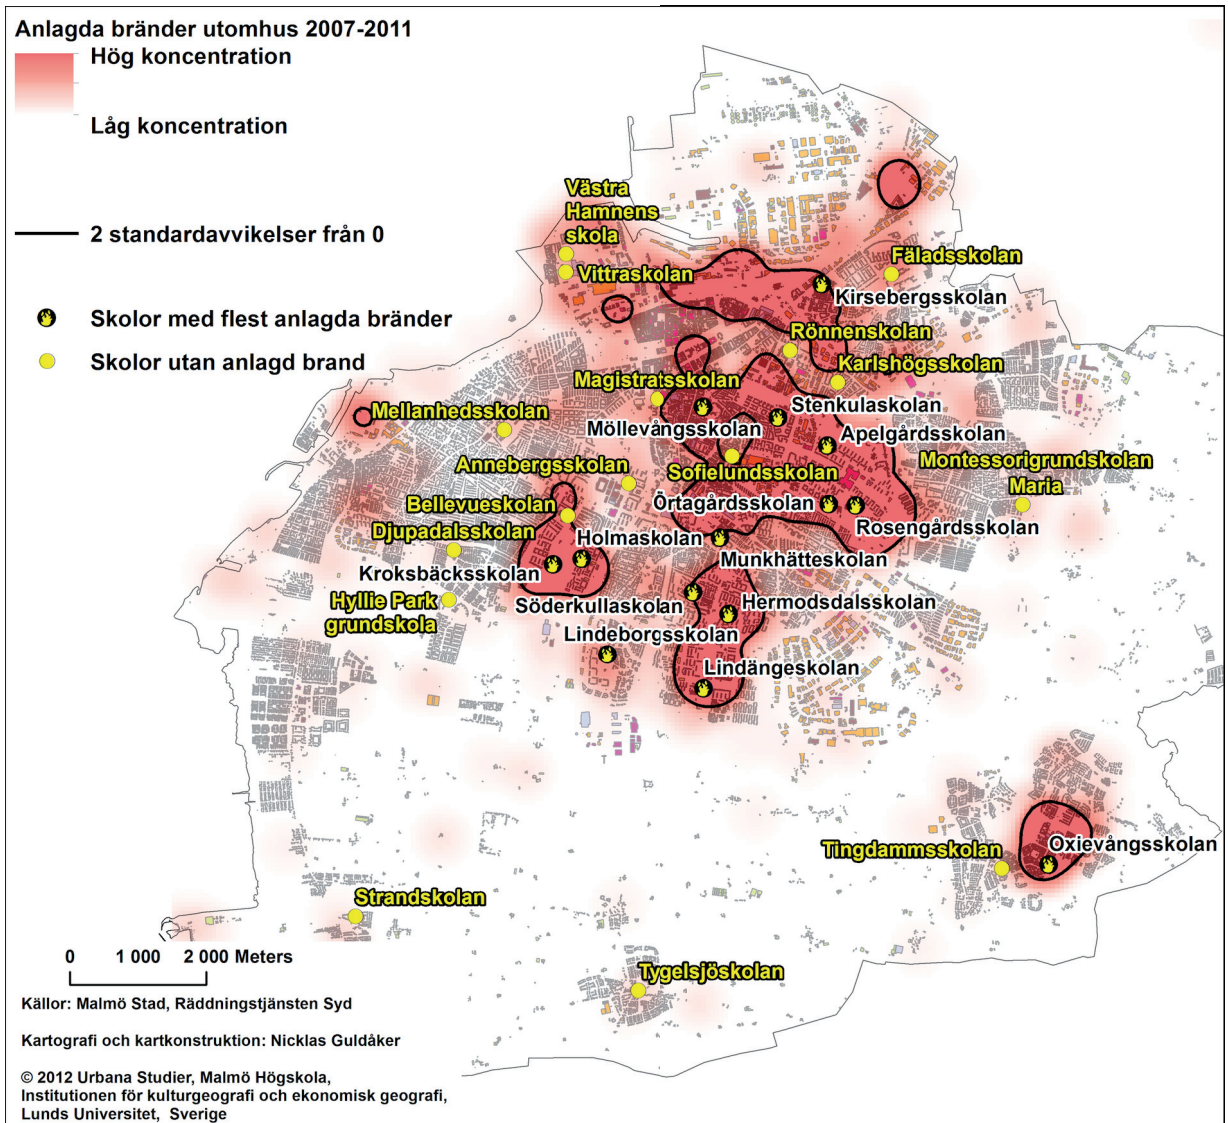 Anlagda bränder utomhus 2007-2011
Hög koncentration
Låg koncentration
2 standardavvikelser från 0
Skolor med flest anlagda bränder
Skolor utan anlagd brand
Västra
Hamnens
skola
Vittraskolan
Fäladsskolan
Kirsebergsskolan
Rönnenskolan
Karlshögsskolan
Magistratsskolan
Stenkulaskolan
Mellanhedsskolan
Möllevångsskolan
Apelgårdsskolan
Annebergsskolan
Sofielundsskolan
Montessorigrundskolan
Maria
Bellevueskolan
Örtagårdsskolan
Rosengårdsskolan
Djupadalsskolan
Holmaskolan
Munkhätteskolan
Kroksbäcksskolan
Hyllie Park
grundskola
Söderkullaskolan
Hermodsdalsskolan
Lindeborgsskolan
Lindängeskolan
Oxievångsskolan
Tingdammsskolan
Strandskolan
Tygelsjöskolan
0 1 000 2 000 Meters
Källor: Malmö Stad, Räddningstjänsten Syd
Kartografi och kartkonstruktion: Nicklas Guldåker
© 2012 Urbana Studier, Malmö Högskola,
Institutionen för kulturgeografi och ekonomisk geografi,
Lunds Universitet, Sverige